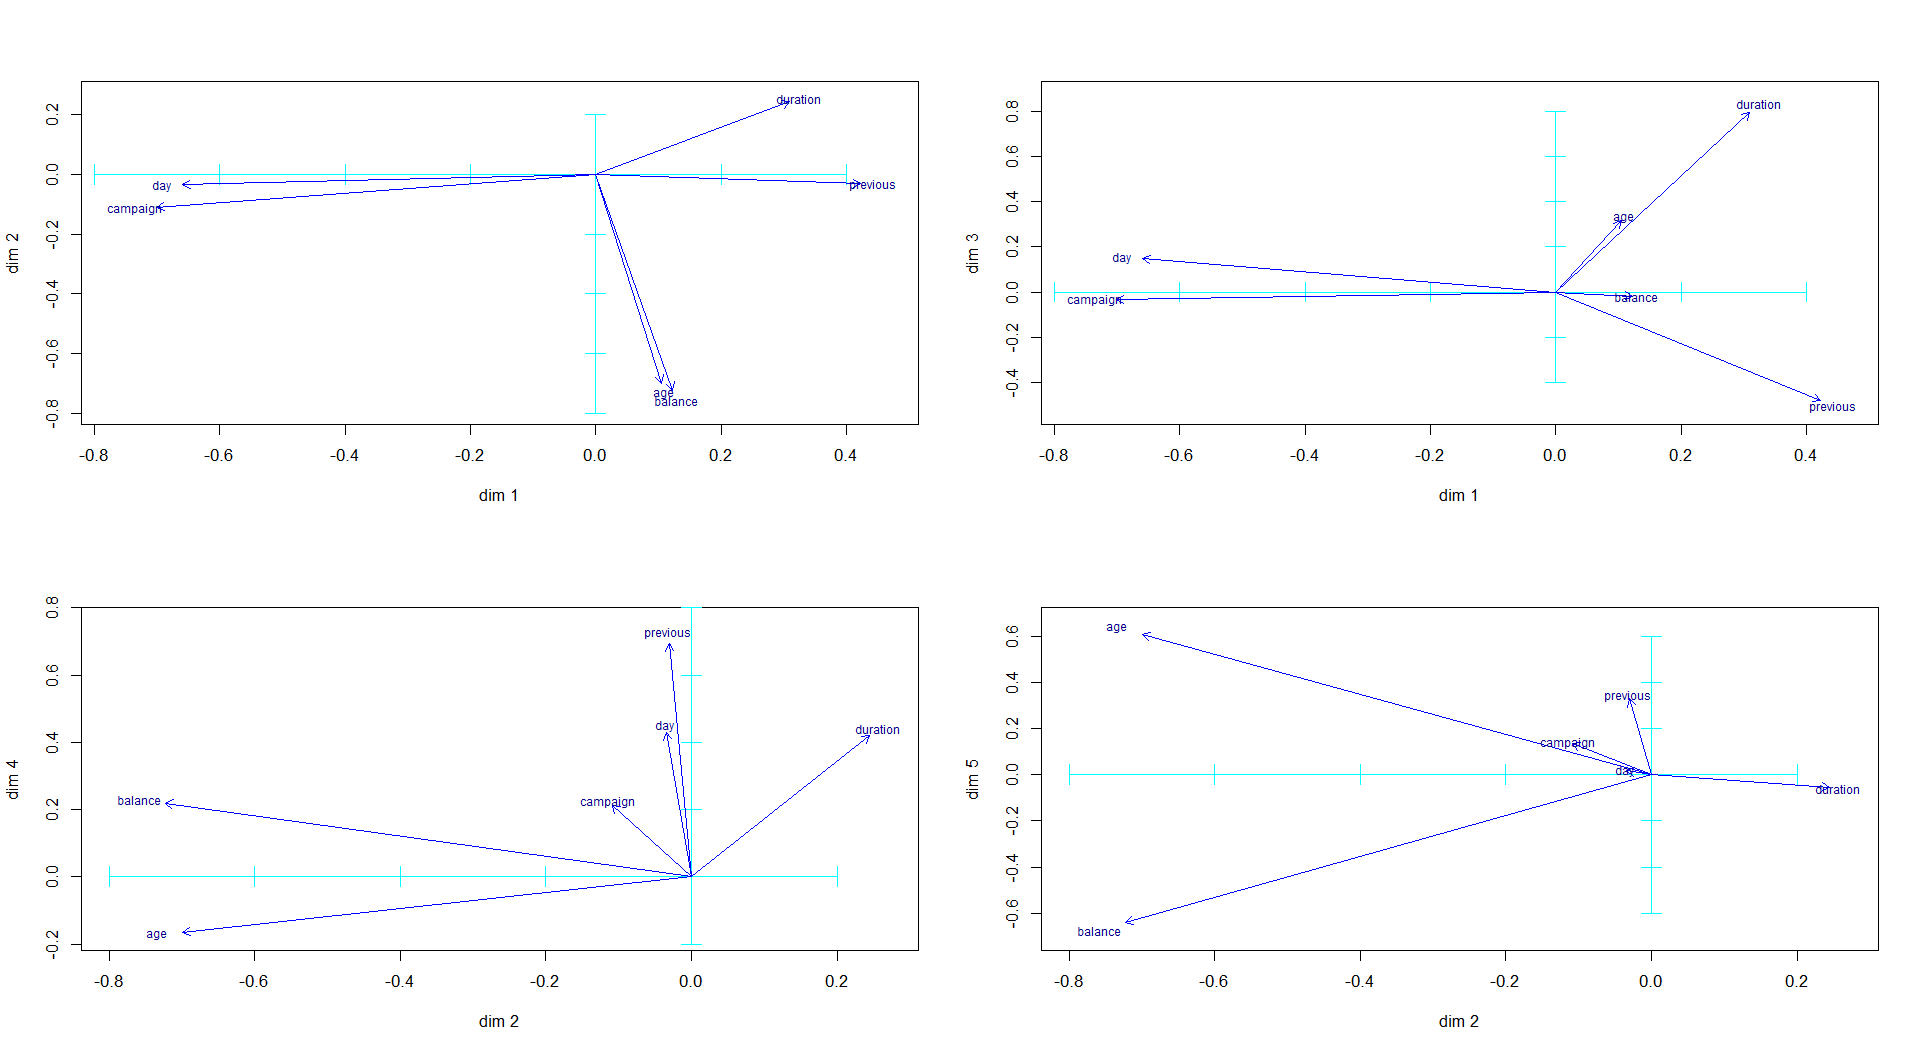 dim 2
0.2
0.0
-0.2
-0.4
-0.6
-0.8
duration
day
previous
campaign
age
balance
-0.8 -0.6 -0.4 -0.2 0.0 0.2 0.4
dim 1
dim 3
0.8
0.6
0.4
0.2
0.0
-0.2
-0.4
duration
age
day
campaign
balance
previous
-0.8 -0.6 -0.4 -0.2 0.0 0.2 0.4
dim 1
dim 4
0.8
0.6
0.4
0.2
0.0
-0.2
previous
day
duration
balance
campaign
age
-0.8 -0.6 -0.4 -0.2 0.0 0.2
dim 2
dim 5
0.6
0.4
0.2
0.0
-0.2
-0.4
-0.6
age
previous
campaign
day
duration
balance
-0.8 -0.6 -0.4 -0.2 0.0 0.2
dim 2